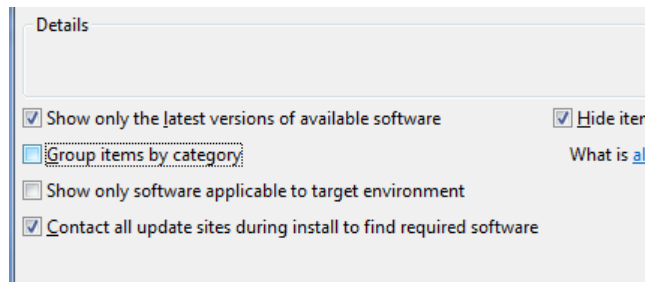 Details
Show only the latest versions of available software
Hide
Group items by category
What is
Show only software applicable to target environment
Contact all update sites during install to find required software